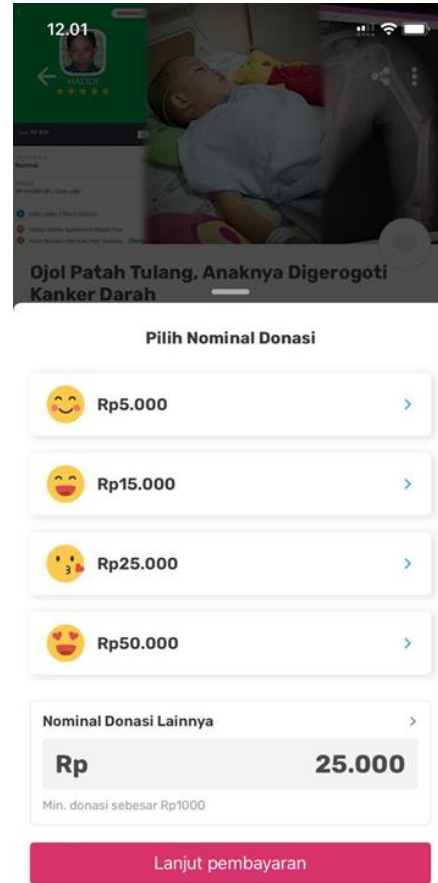 12.01
HALIDI
Ojol Patah Tulang, Anaknya Digerogoti
Kanker Darah
Pilih Nominal Donasi
Rp5.000
Rp15.000
Rp25.000
Rp50.000
Nominal Donasi Lainnya
Rp 25.000
Min. donasi sebesar Rp1000
Lanjut pembayaran